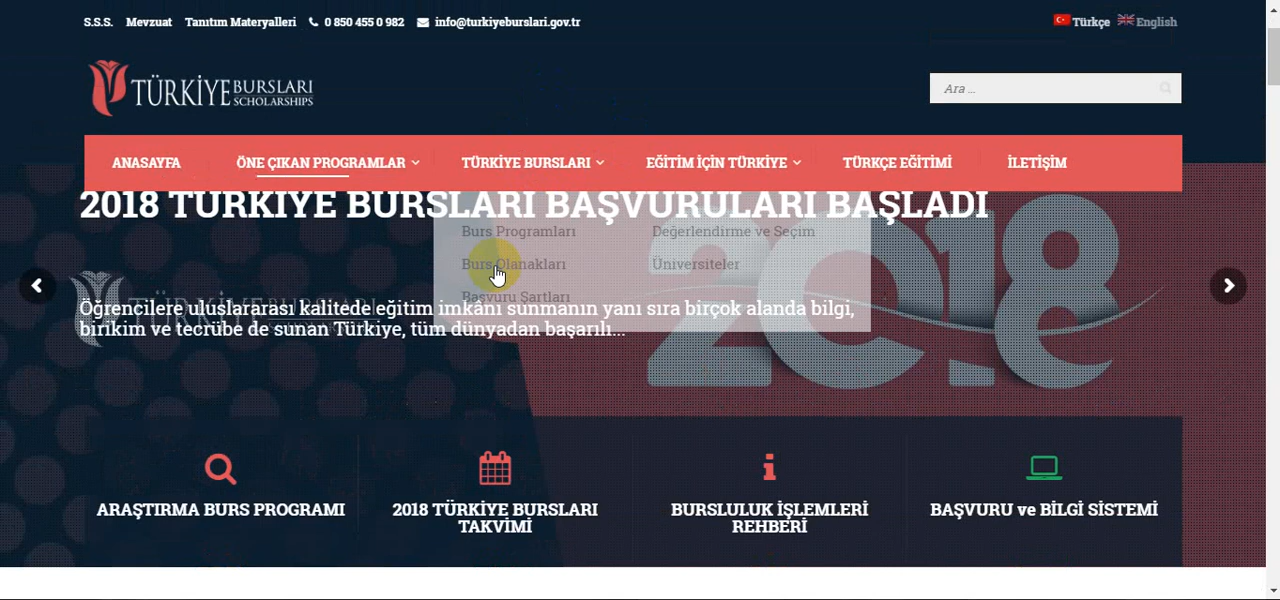 S.S.S. Mevzuat Tanıtım Materyalleri 0 850 455 0 982 info@turkiyeburslari.gov.tr Türkçe English
TÜRKİYE BURSLARI
SCHOLARSHIPS
Ara ...
ANASAYFA ÖNE ÇIKAN PROGRAMLAR TÜRKİYE BURSLARI EĞİTİM İÇİN TÜRKİYE TÜRKÇE EĞİTİMİ İLETİŞİM
2018 TÜRKİYE BURSLARI BAŞVURULARI BAŞLADI
Burs Programları Değerlendirme ve Seçim
Burs Olanakları Üniversiteler
Başvuru Şartları
2018
TÜRKİYE BURSLARI
Öğrencilere uluslararası kalitede eğitim imkânı sunmanın yanı sıra birçok alanda bilgi,
birikim ve tecrübe de sunan Türkiye, tüm dünyadan başarılı...
ARAŞTIRMA BURS PROGRAMI
2018 TÜRKİYE BURSLARI
TAKVİMİ
BURSLULUK İŞLEMLERİ
REHBERİ
BAŞVURU ve BİLGİ SİSTEMİ